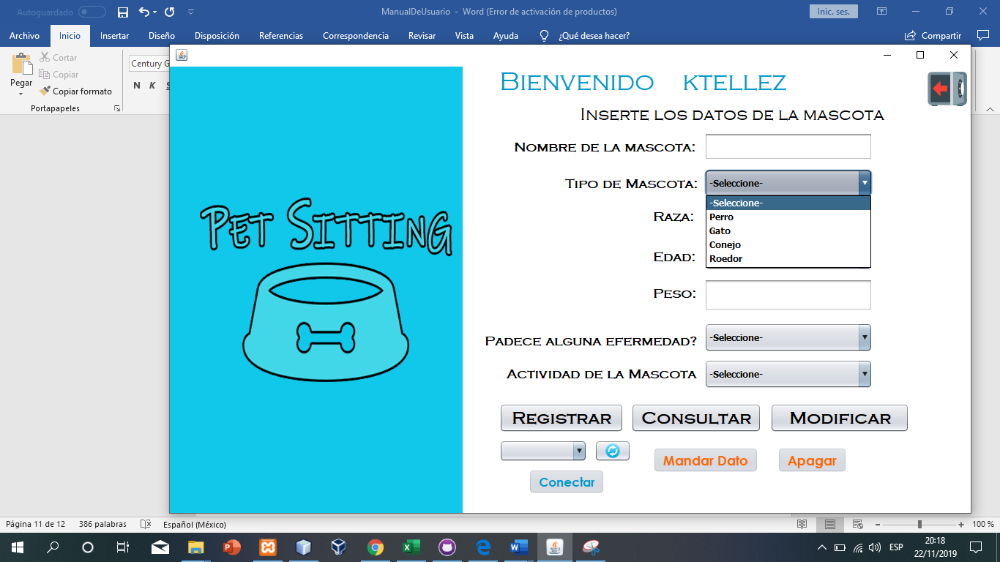 Autoguardado
ManualDeUsuario - Word (Error de activación de productos)
Inic. ses.
Archivo Inicio Insertar Diseño Disposición Referencias Correspondencia Revisar Vista Ayuda ¿Qué desea hacer? Compartir
Pegar
Cortar
Copiar
Copiar formato
Portapapeles
Century G
N K S
Pet Sitting
Bienvenido ktellez
Inserte los datos de la mascota
Nombre de la mascota:
Tipo de Mascota: -Seleccione-
-Seleccione-
Perro
Gato
Conejo
Roedor
Raza:
Edad:
Peso:
Padece alguna efermedad? -Seleccione-
Actividad de la Mascota -Seleccione-
Registrar Consultar Modificar
Mandar Dato Apagar
Conectar
Página 11 de 12 386 palabras Español (México) 100 %
ESP
20:18
22/11/2019